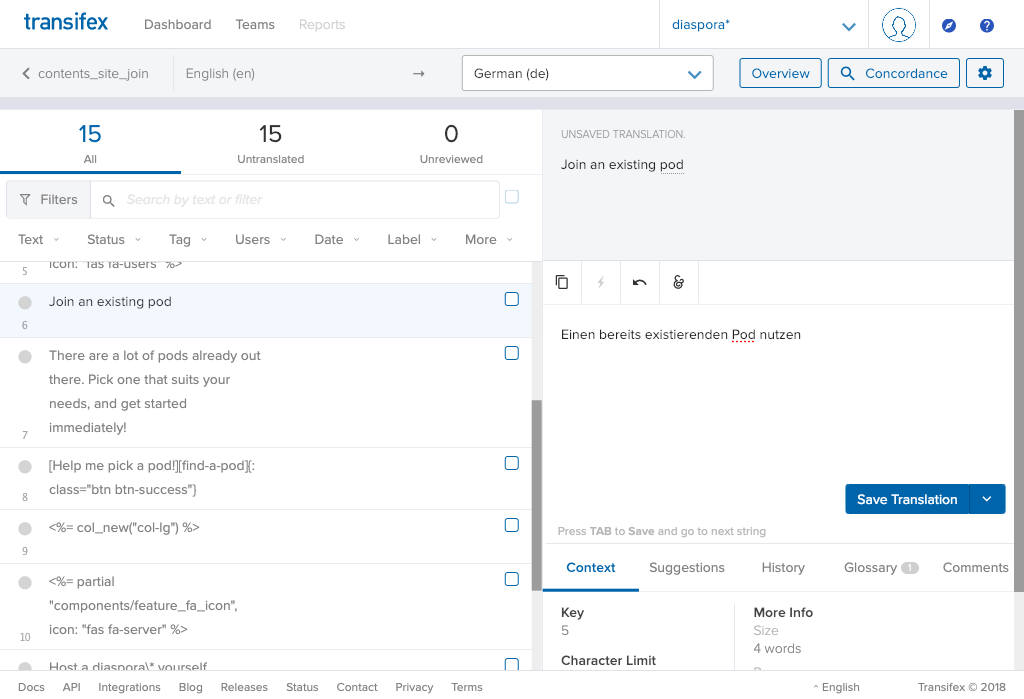 transifex
Dashboard
Teams
Reports
diaspora*
?
contents_site_join
English (en)
→
German (de)
Overview
Concordance
15
All
15
Untranslated
0
Unreviewed
Filters
Search by text or filter
Text
Status
Tag
Users
Date
Label
More
icon: "fas fa-users" %>
5
Join an existing pod
6
There are a lot of pods already out
there. Pick one that suits your
needs, and get started
immediately!
7
[Help me pick a pod!][find-a-pod]{:
class="btn btn-success"}
8
<%= col_new("col-lg") %>
9
<%= partial
"components/feature_fa_icon",
icon: "fas fa-server" %>
10
Host a diaspora\* yourself
UNSAVED TRANSLATION.
Join an existing pod
Einen bereits existierenden Pod nutzen
Save Translation
Press TAB to Save and go to next string
Context
Suggestions
History
Glossary 1
Comments
Key
5
Character Limit
More Info
Size
4 words
Docs
API
Integrations
Blog
Releases
Status
Contact
Privacy
Terms
^ English
Transifex © 2018